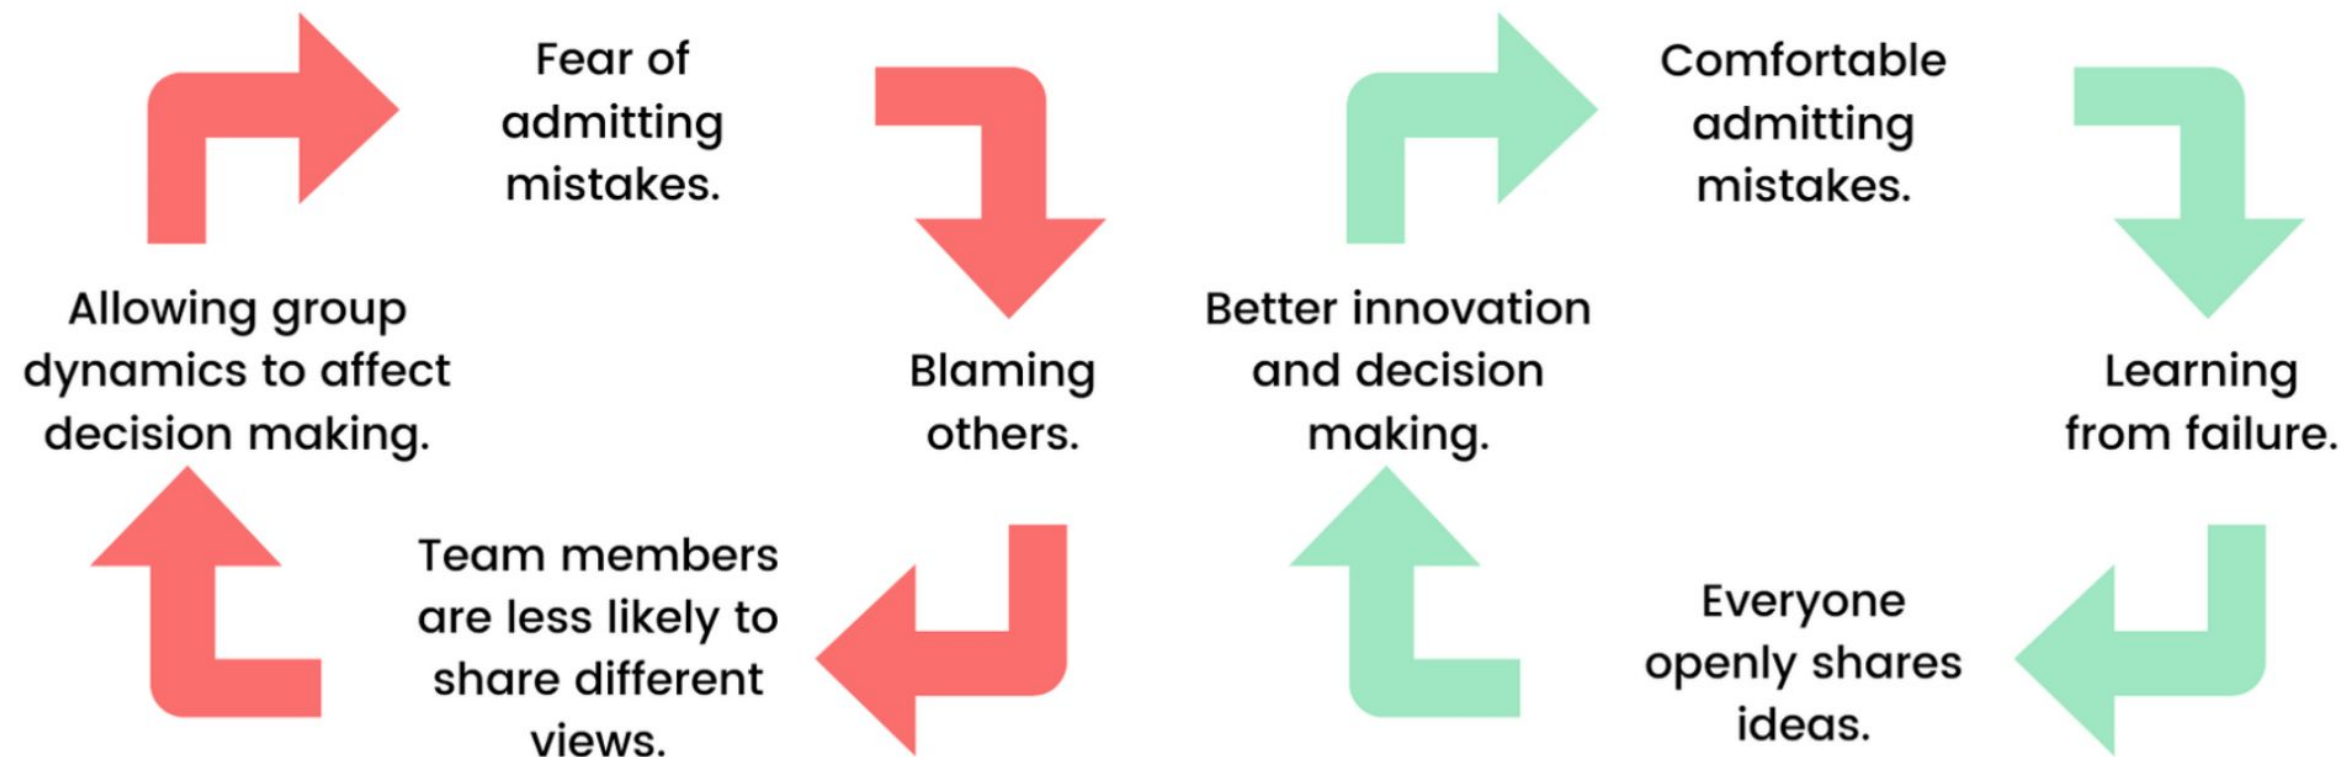 Fear of
admitting
mistakes.
Blaming
others.
Team members
are less likely to
share different
views.
Allowing group
dynamics to affect
decision making.
Comfortable
admitting
mistakes.
Learning
from failure.
Everyone
openly shares
ideas.
Better innovation
and decision
making.